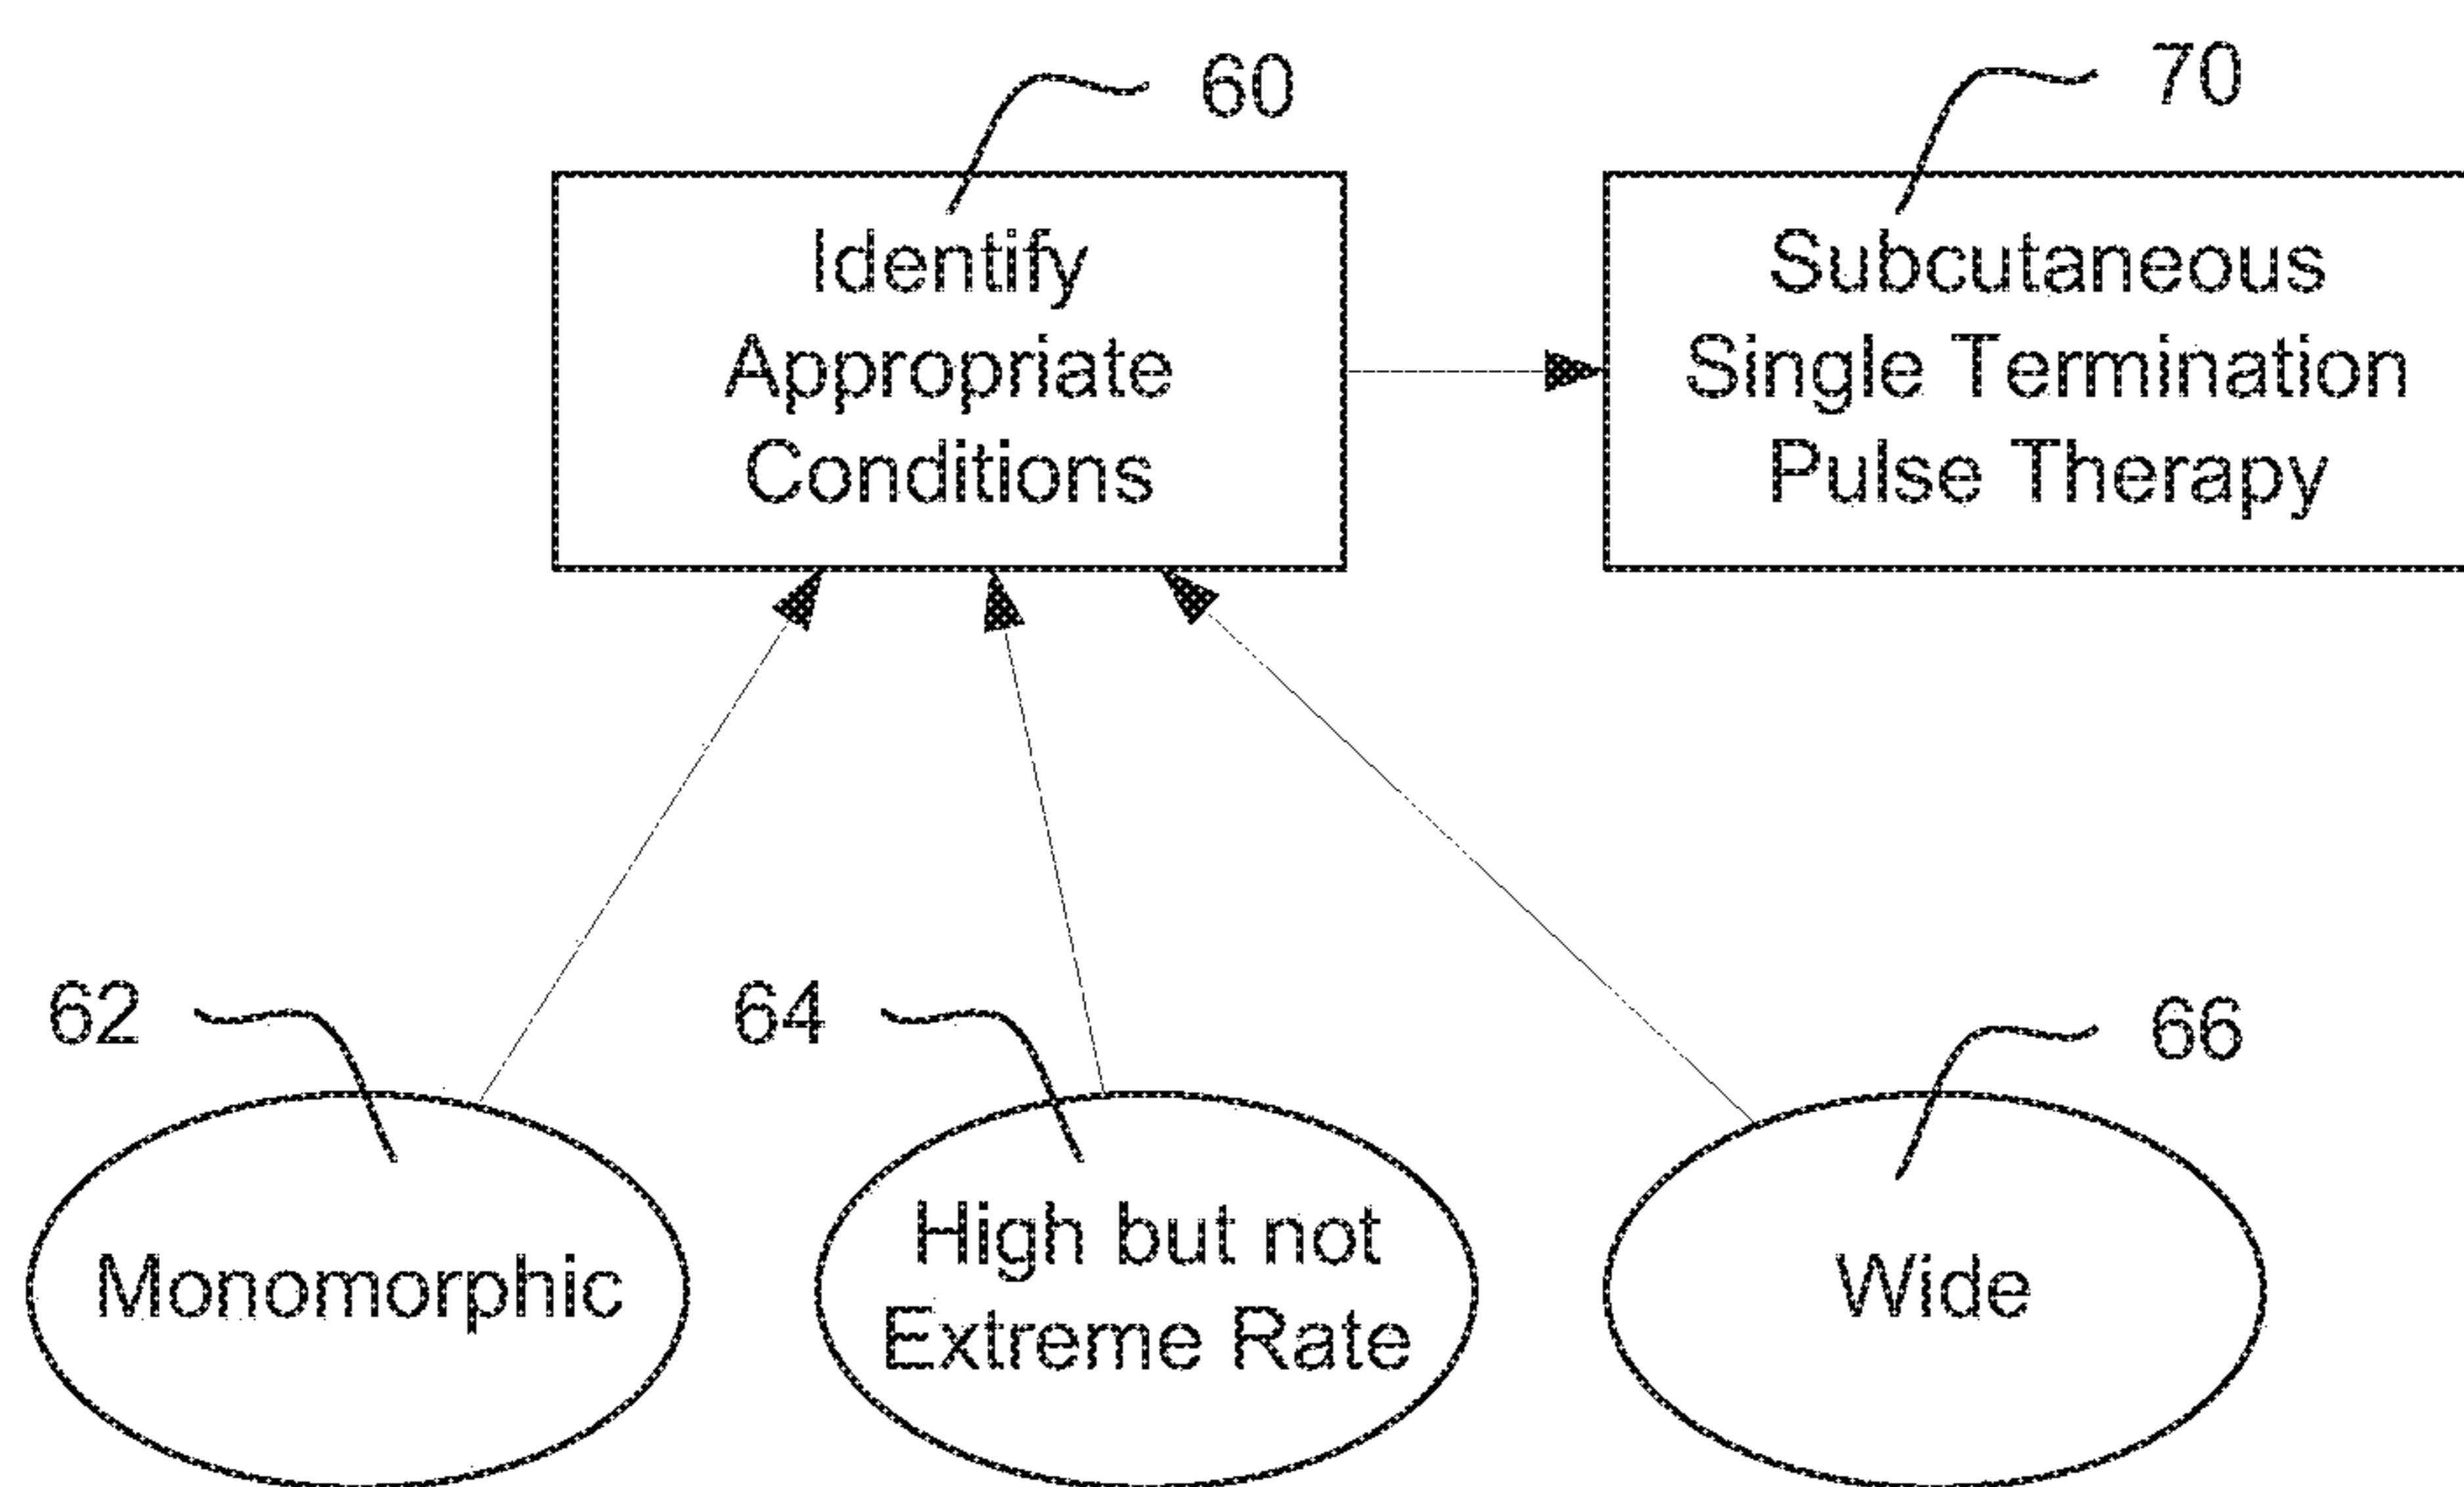 60
70
Identify
Appropriate
Conditions
Subcutaneous
Single Termination
Pulse Therapy
62
64
66
Monomorphic
High but not
Extreme Rate
Wide